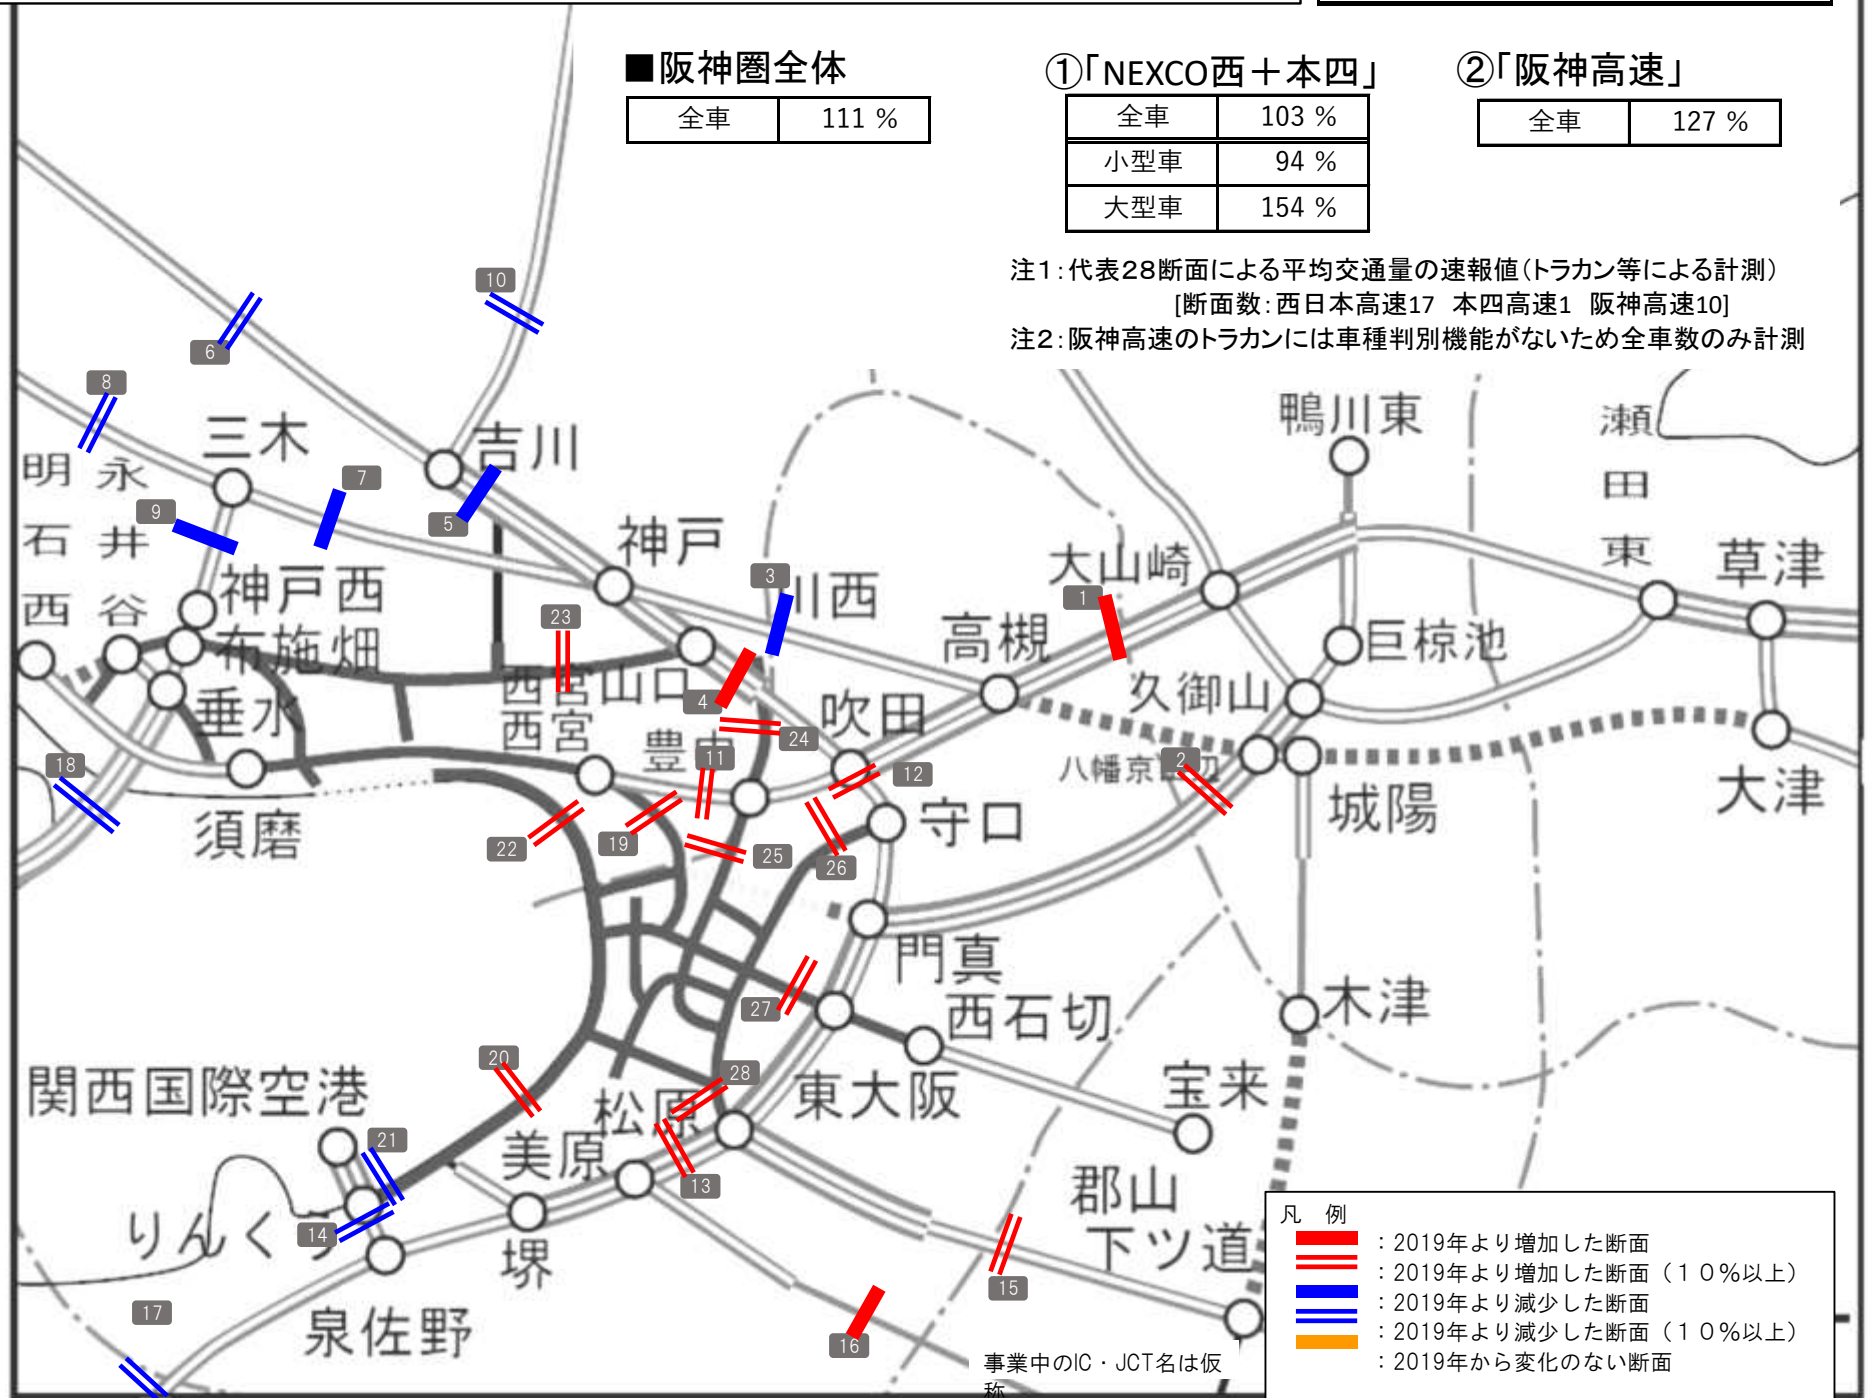 ■阪神圏全体
全車 111 %
①「NEXCO西＋本四」
全車 103 %
小型車 94 %
大型車 154 %
②「阪神高速」
全車 127 %
注1：代表28断面による平均交通量の速報値（トラカン等による計測）
[断面数：西日本高速17 本四高速1 阪神高速10]
注2：阪神高速のトラカンには車種判別機能がないため全車数のみ計測
10
6
8
三木
吉川
鴨川東
瀬田東
明石西
永井谷
7
9
5
神戸
神戸西
3
川西
大山崎
1
草津
布施畑
23
高槻
巨椋池
西宮山口
4
久御山
垂水
西宮
吹田
24
豊中
11
18
12
八幡京田辺
2
大津
須磨
城陽
守口
22
19
25
26
門真
27
西石切
木津
20
28
関西国際空港
松原
東大阪
宝来
21
美原
13
郡山下ツ道
りんくう
14
堺
15
17
泉佐野
16
事業中のIC・JCT名は仮
称
凡 例
：2019年より増加した断面
：2019年より増加した断面（１０％以上）
：2019年より減少した断面
：2019年より減少した断面（１０％以上）
：2019年から変化のない断面